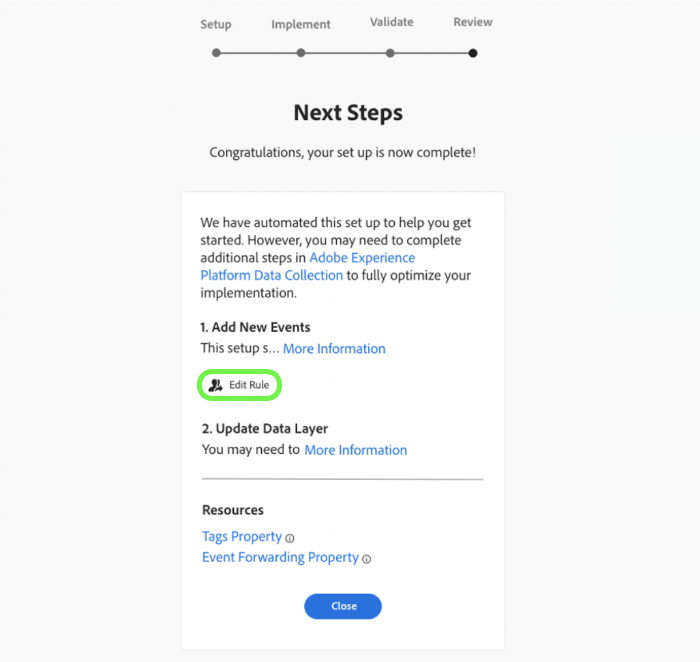 Setup Implement Validate Review
Next Steps
Congratulations, your set up is now complete!
We have automated this set up to help you get
started. However, you may need to complete
additional steps in Adobe Experience
Platform Data Collection to fully optimize your
implementation.
1. Add New Events
This setup s... More Information
Edit Rule
2. Update Data Layer
You may need to More Information
Resources
Tags Property
Event Forwarding Property
Close